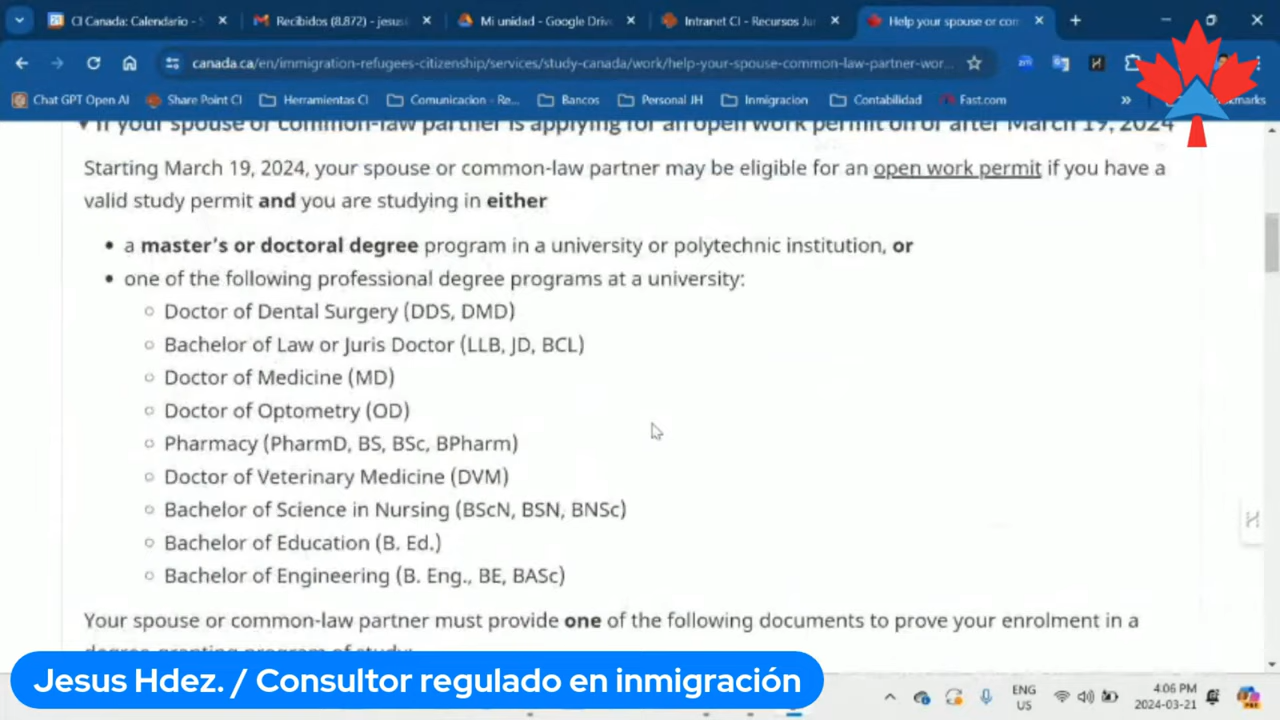 CI Canada: Calendario - S
Recibidos (8.872) - jesus
Mi unidad - Google Drive
Intranet CI - Recursos Ju
Help your spouse or com
canada.ca/en/immigration-refugees-citizenship/services/study-canada/work/help-your-spouse-common-law-partner-wor...
Chat GPT Open AI
Share Point CI
Herramientas CI
Comunicacion - Re...
Bancos
Personal JH
Inmigracion
Contabilidad
Fast.com
»
If your spouse or common-law partner is applying for an open work permit on or after March 19, 2024
Starting March 19, 2024, your spouse or common-law partner may be eligible for an open work permit if you have a
valid study permit and you are studying in either
• a master's or doctoral degree program in a university or polytechnic institution, or
• one of the following professional degree programs at a university:
○ Doctor of Dental Surgery (DDS, DMD)
○ Bachelor of Law or Juris Doctor (LLB, JD, BCL)
○ Doctor of Medicine (MD)
○ Doctor of Optometry (OD)
○ Pharmacy (PharmD, BS, BSc, BPharm)
○ Doctor of Veterinary Medicine (DVM)
○ Bachelor of Science in Nursing (BScN, BSN, BNSc)
○ Bachelor of Education (B. Ed.)
○ Bachelor of Engineering (B. Eng., BE, BASc)
Your spouse or common-law partner must provide one of the following documents to prove your enrolment in a
degree-granting program of study:
Jesus Hdez. / Consultor regulado en inmigración
ENG
US
4:06 PM
2024-03-21